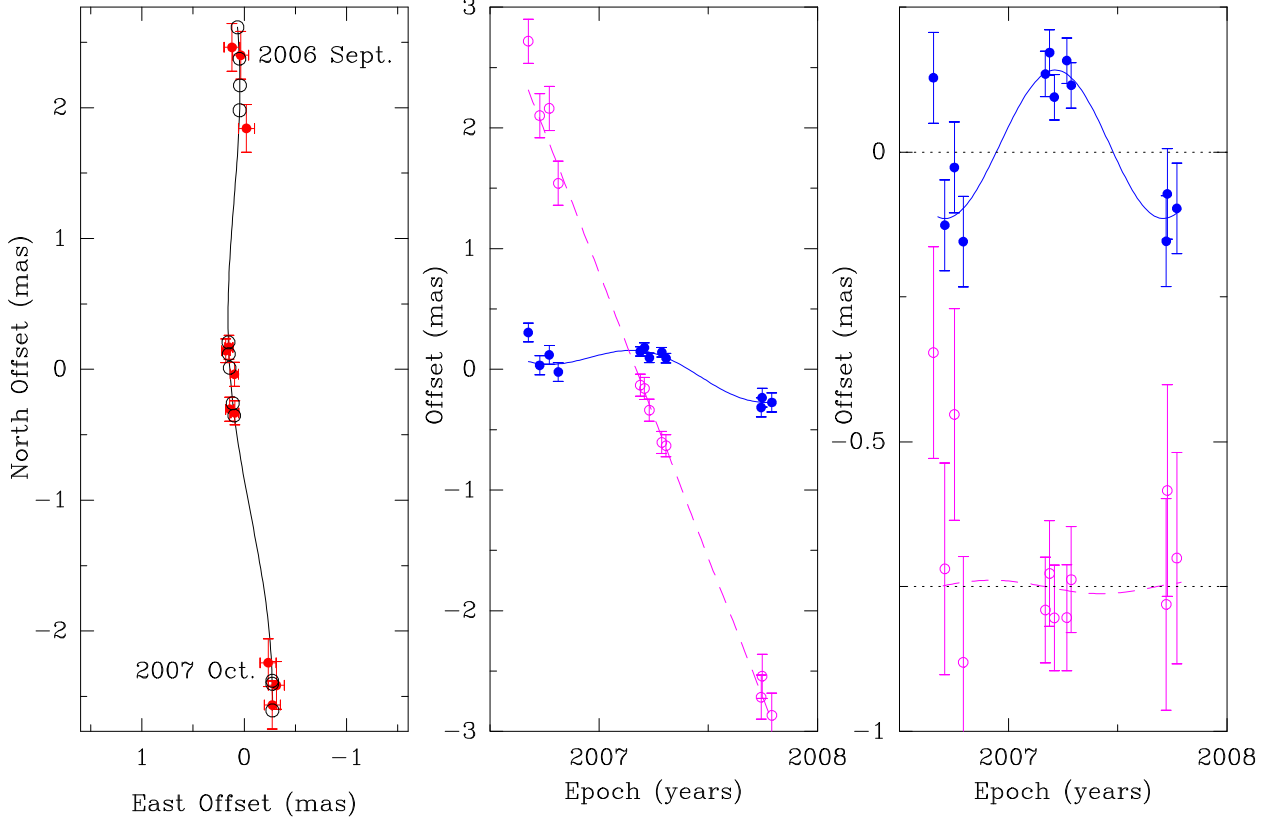 2006 Sept.
2007 Oct.
2
1
0
−1
−2
North Offset (mas)
1
0
−1
East Offset (mas)
3
2
1
0
−1
−2
−3
Offset (mas)
2007
2008
Epoch (years)
0
−0.5
−1
Offset (mas)
2007
2008
Epoch (years)